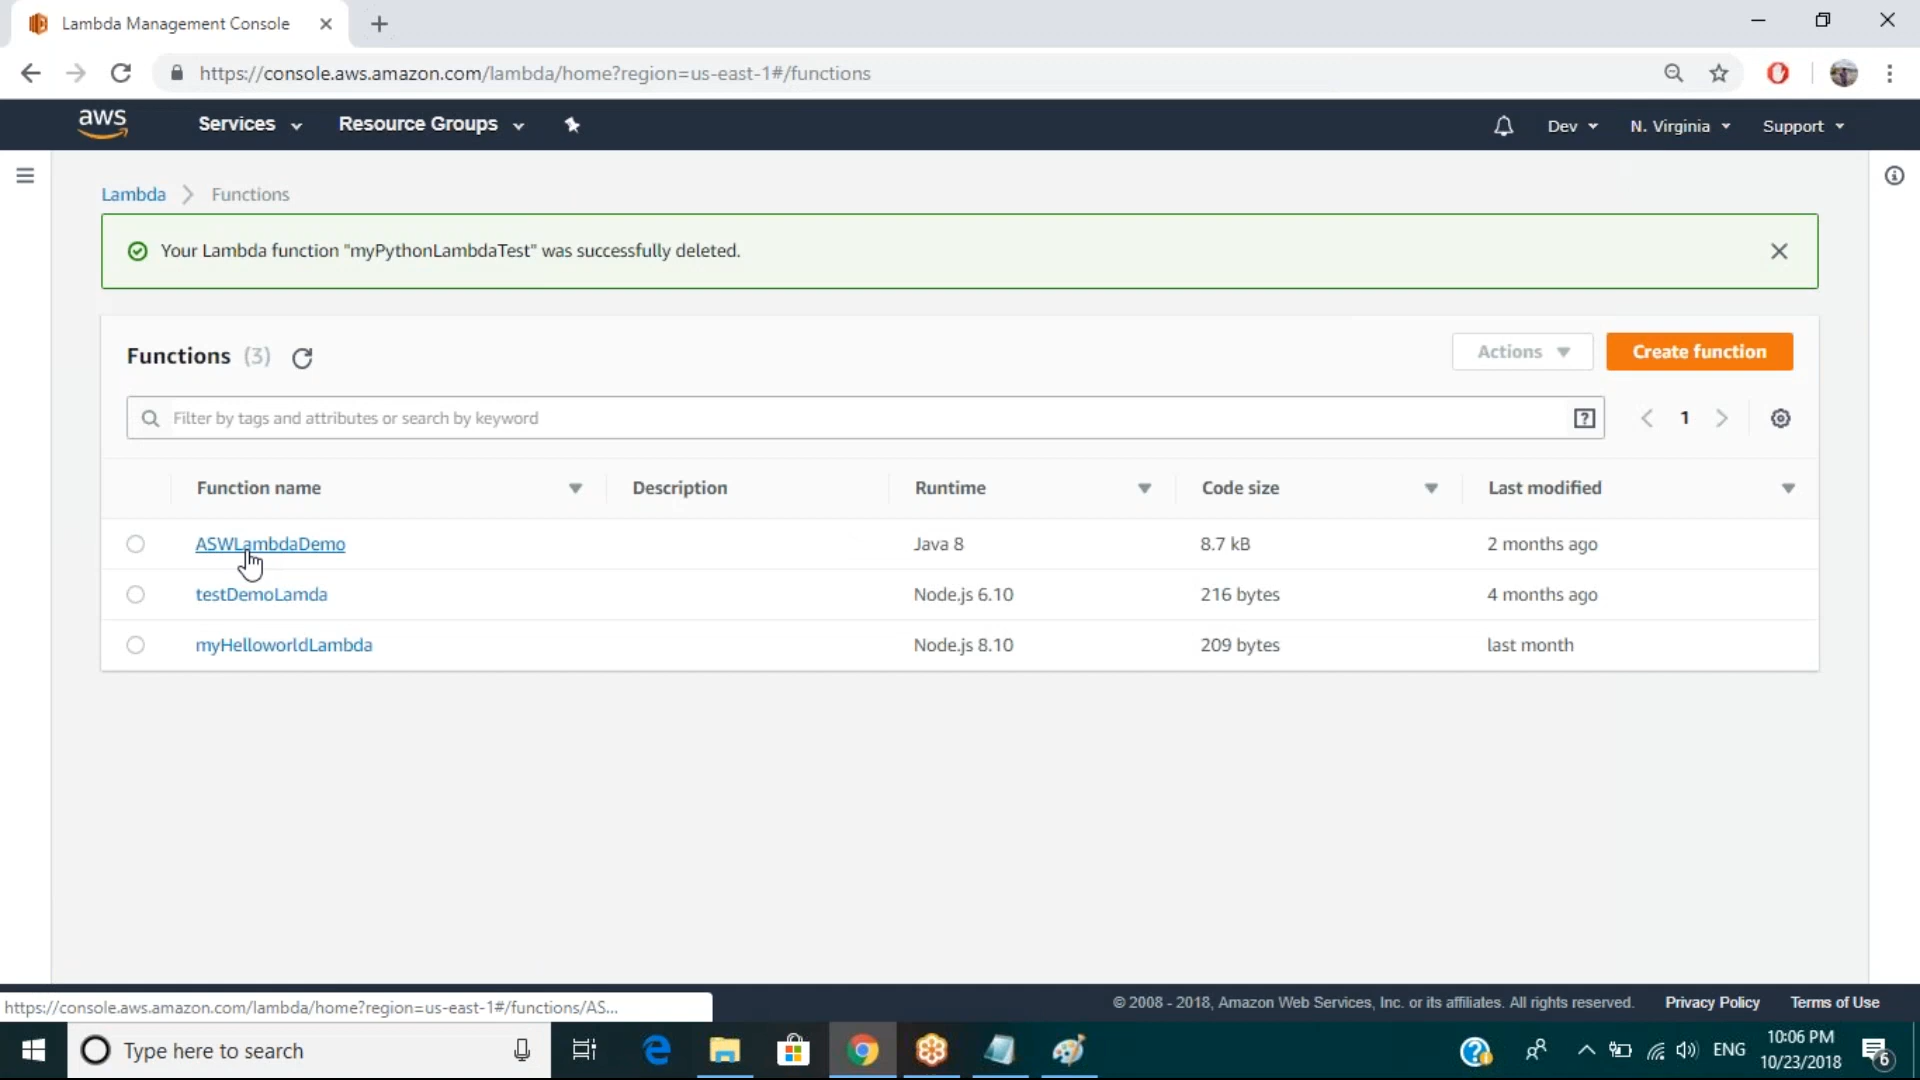 Lambda Management Console
https://console.aws.amazon.com/lambda/home?region=us-east-1#/functions
aws Services Resource Groups Dev N. Virginia Support
Lambda Functions
Your Lambda function "myPythonLambdaTest" was successfully deleted.
Functions (3) Actions Create function
Filter by tags and attributes or search by keyword ? 1
Function name Description Runtime Code size Last modified
ASWLambdaDemo Java 8 8.7 kB 2 months ago
testDemoLamda Node.js 6.10 216 bytes 4 months ago
myHelloworldLambda Node.js 8.10 209 bytes last month
https://console.aws.amazon.com/lambda/home?region=us-east-1#/functions/AS...
© 2008 - 2018, Amazon Web Services, Inc. or its affiliates. All rights reserved. Privacy Policy Terms of Use
Type here to search ENG 10:06 PM
10/23/2018 6